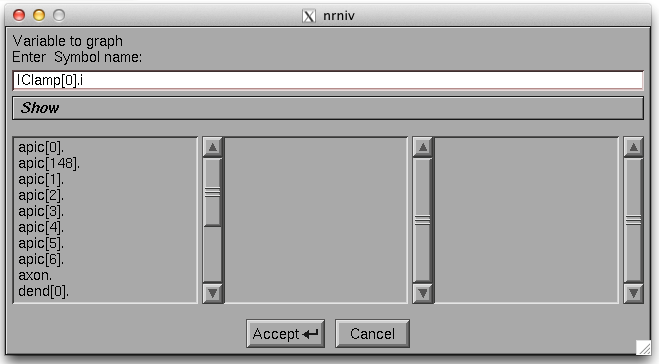 nrniv
Variable to graph
Enter Symbol name:
IClamp[0].i
Show
apic[0].
apic[148].
apic[1].
apic[2].
apic[3].
apic[4].
apic[5].
apic[6].
axon.
dend[0].
Accept
Cancel